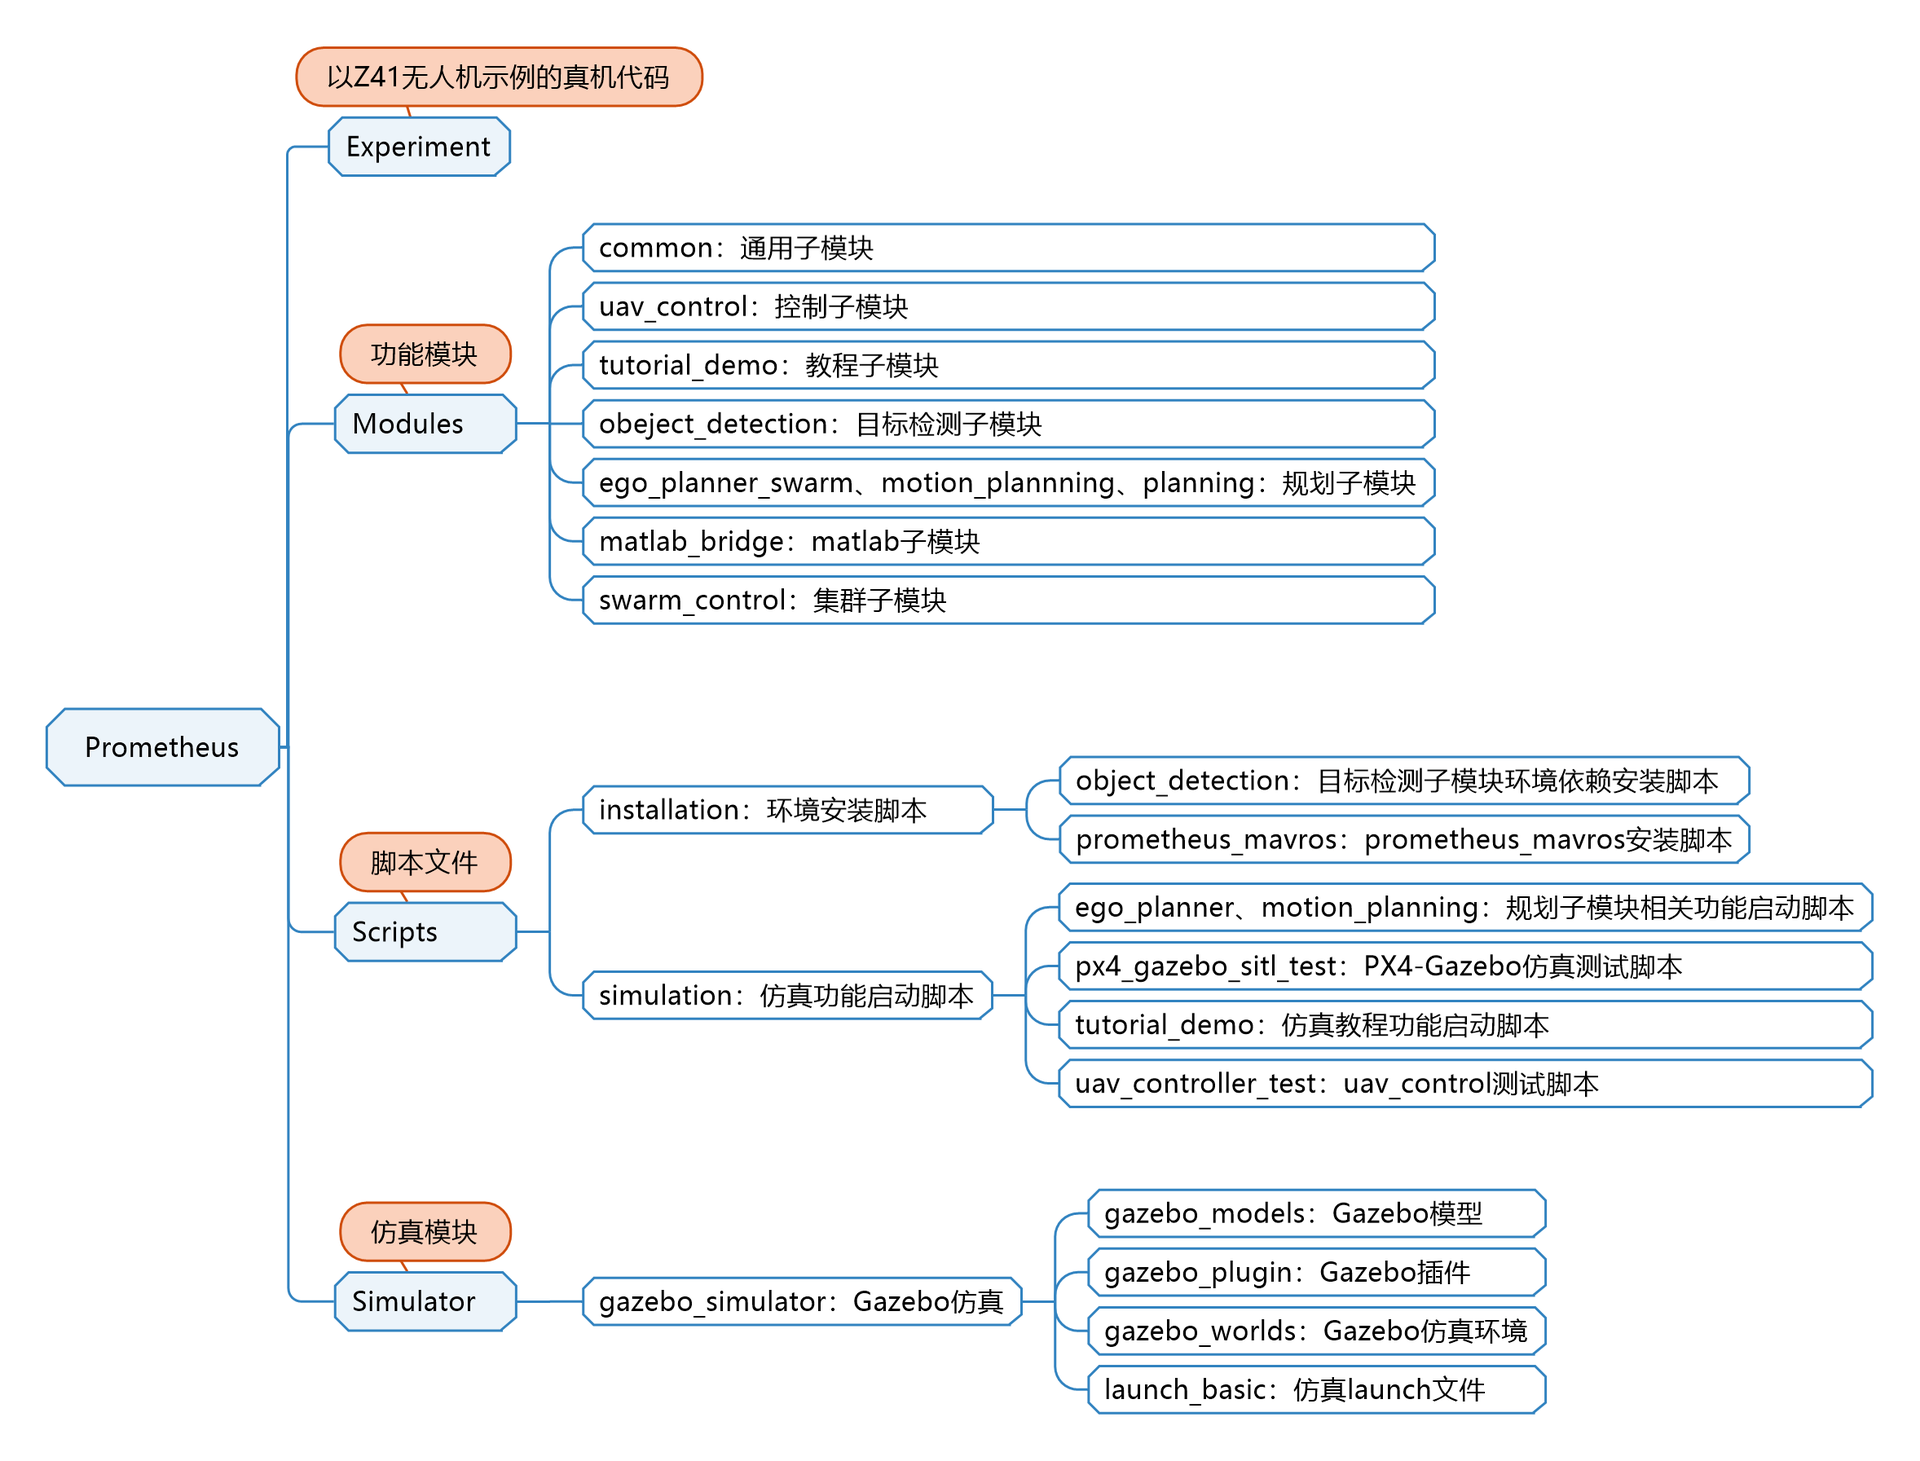 以Z41无人机示例的真机代码
Experiment
common：通用子模块
uav_control：控制子模块
功能模块
tutorial_demo：教程子模块
Modules
obeject_detection：目标检测子模块
ego_planner_swarm、motion_plannning、planning：规划子模块
matlab_bridge：matlab子模块
swarm_control：集群子模块
Prometheus
object_detection：目标检测子模块环境依赖安装脚本
installation：环境安装脚本
prometheus_mavros：prometheus_mavros安装脚本
脚本文件
ego_planner、motion_planning：规划子模块相关功能启动脚本
Scripts
px4_gazebo_sitl_test：PX4-Gazebo仿真测试脚本
simulation：仿真功能启动脚本
tutorial_demo：仿真教程功能启动脚本
uav_controller_test：uav_control测试脚本
gazebo_models：Gazebo模型
仿真模块
gazebo_plugin：Gazebo插件
Simulator
gazebo_simulator：Gazebo仿真
gazebo_worlds：Gazebo仿真环境
launch_basic：仿真launch文件